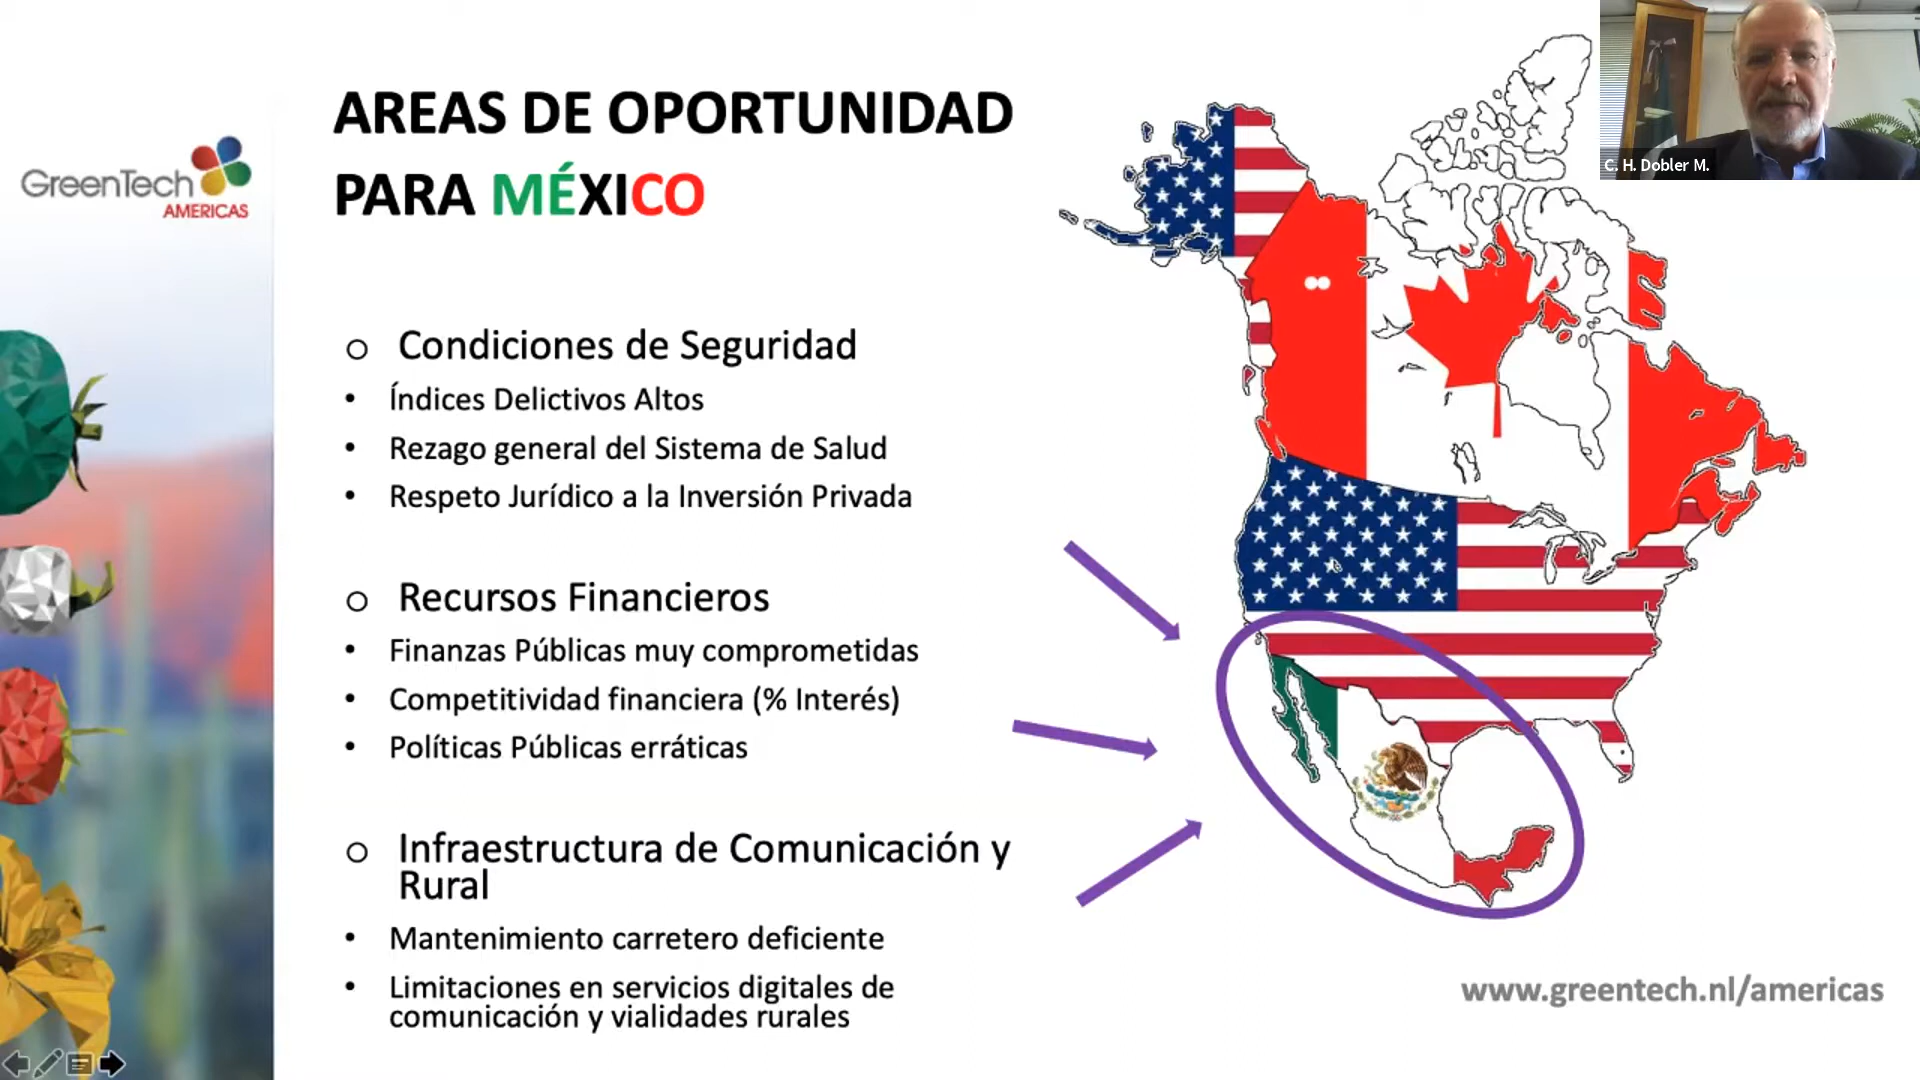 C. H. Dobler M.
GreenTech
AMERICAS
AREAS DE OPORTUNIDAD
PARA MÉXICO
o Condiciones de Seguridad
• Índices Delictivos Altos
• Rezago general del Sistema de Salud
• Respeto Jurídico a la Inversión Privada
o Recursos Financieros
• Finanzas Públicas muy comprometidas
• Competitividad financiera (% Interés)
• Políticas Públicas erráticas
o Infraestructura de Comunicación y
Rural
• Mantenimiento carretero deficiente
• Limitaciones en servicios digitales de
comunicación y vialidades rurales
www.greentech.nl/americas